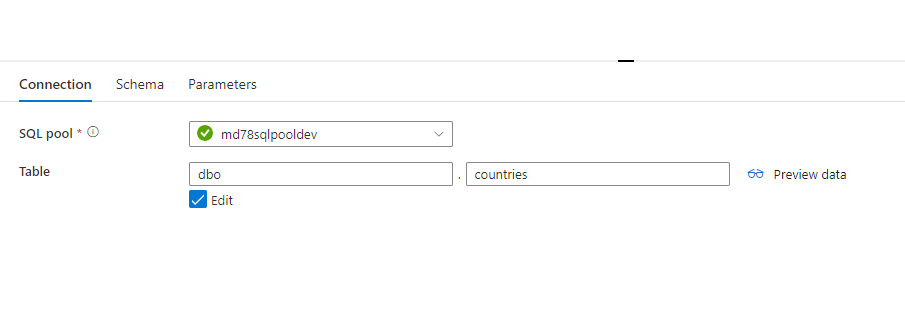 Connection Schema Parameters
SQL pool * md78sqlpooldev
Table dbo . countries Preview data
Edit